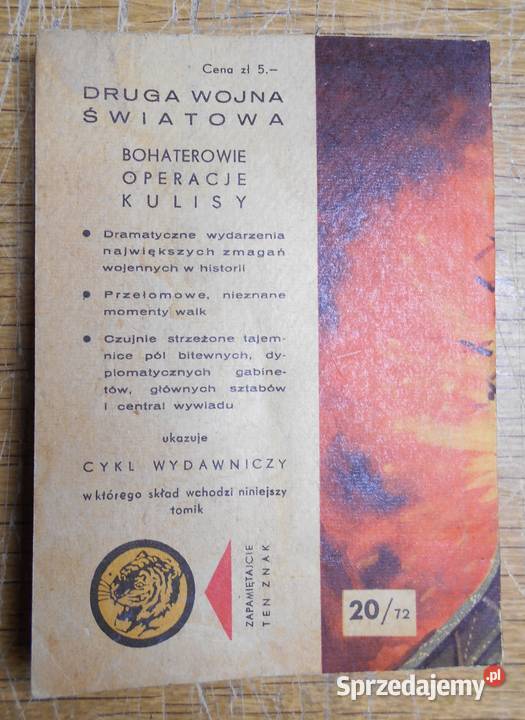 Cena zł 5,–
DRUGA WOJNA
ŚWIATOWA
BOHATEROWIE
OPERACJE
KULISY
• Dramatyczne wydarzenia
największych zmagań
wojennych w historii
• Przełomowe, nieznane
momenty walk
• Czujnie strzeżone tajem-
nice pól bitewnych, dy-
plomatycznych gabine-
tów, głównych sztabów
i central wywiadu
ukazuje
CYKL WYDAWNICZY
w którego skład wchodzi niniejszy
tomik
ZAPAMIĘTAJCIE
TEN ZNAK
20/72
Sprzedajemy.pl